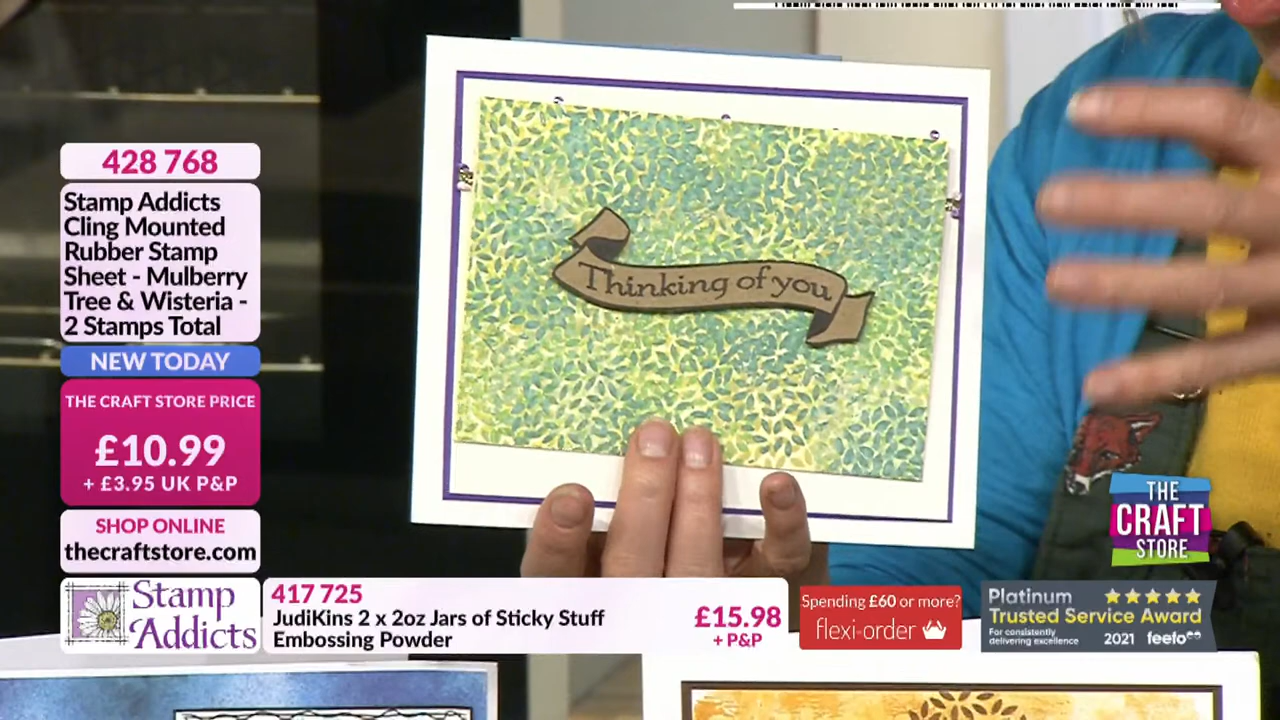 428 768
Stamp Addicts
Cling Mounted
Rubber Stamp
Sheet - Mulberry
Tree & Wisteria -
2 Stamps Total
NEW TODAY
THE CRAFT STORE PRICE
£10.99
+ £3.95 UK P&P
SHOP ONLINE
thecraftstore.com
Thinking of you
THE
CRAFT
STORE
Stamp
Addicts
417 725
JudiKins 2 x 2oz Jars of Sticky Stuff
Embossing Powder
£15.98
+ P&P
Spending £60 or more?
flexi-order
Platinum
Trusted Service Award
For consistently
delivering excellence
2021 feefo